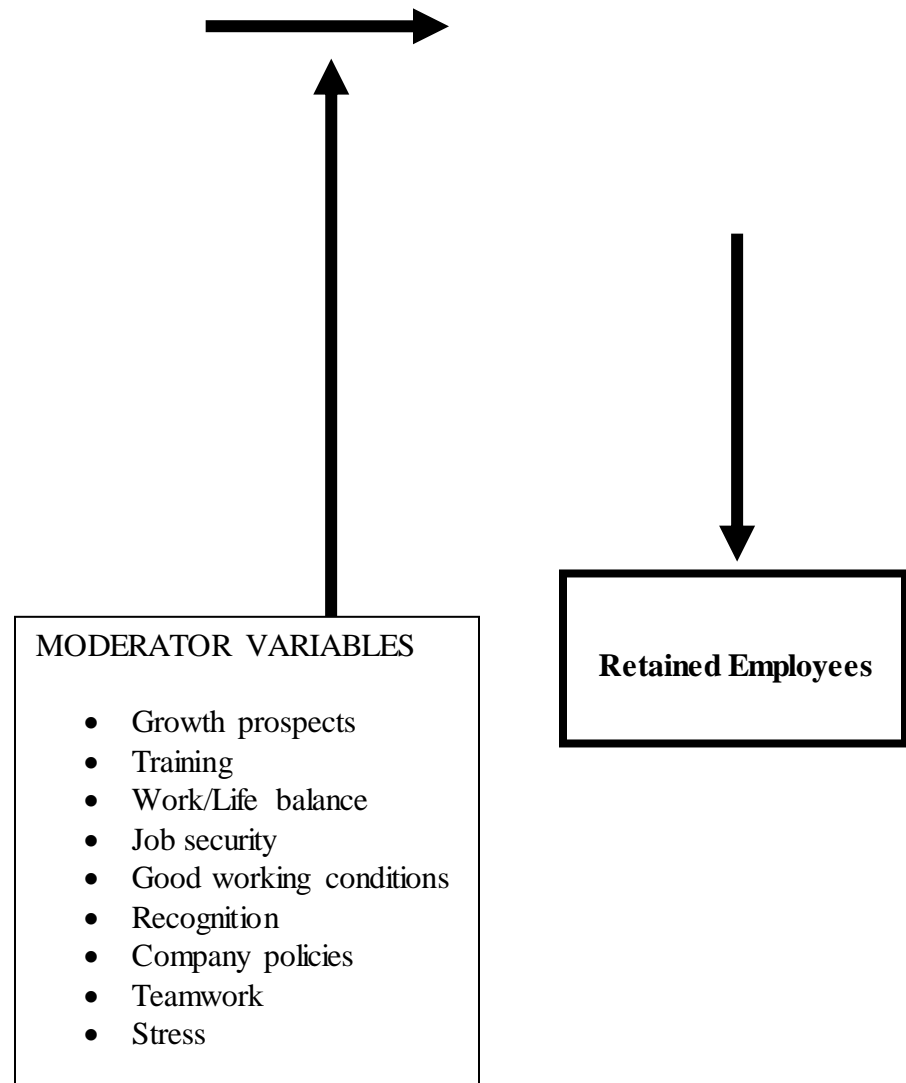 MODERATOR VARIABLES
• Growth prospects
• Training
• Work/Life balance
• Job security
• Good working conditions
• Recognition
• Company policies
• Teamwork
• Stress
Retained Employees